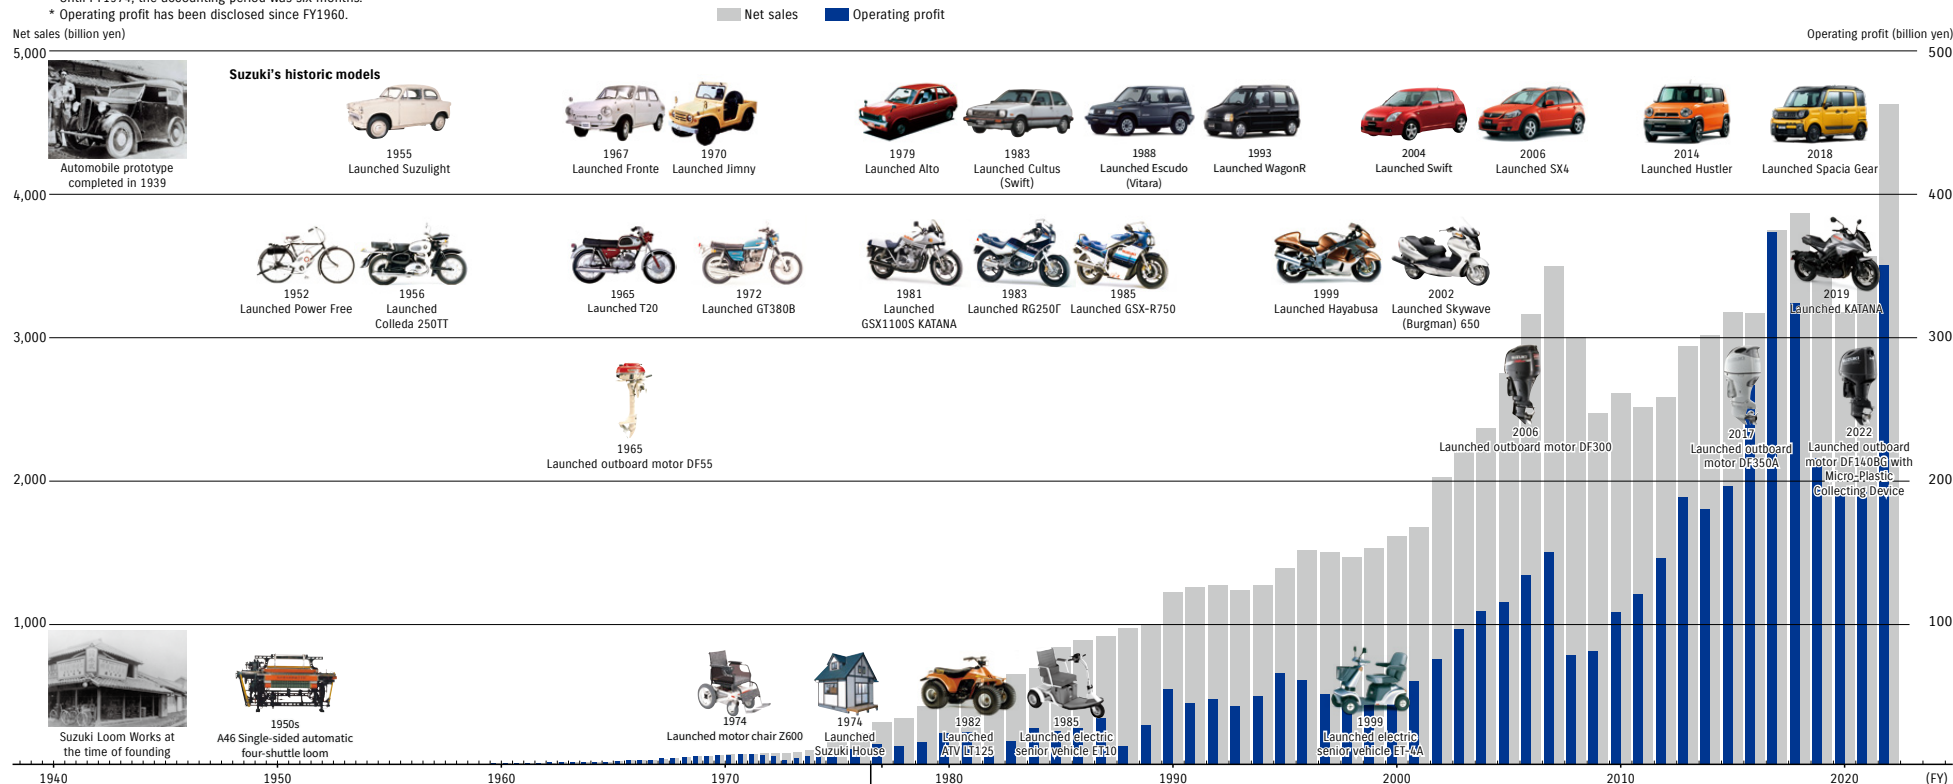 * Operating profit has been disclosed since FY1960.
Net sales
Operating profit
Net sales (billion yen)
Operating profit (billion yen)
5,000
500
Suzuki's historic models
Automobile prototype
completed in 1939
1955
Launched Suzulight
1967
Launched Fronte
1970
Launched Jimny
1979
Launched Alto
1983
Launched Cultus
(Swift)
1988
Launched Escudo
(Vitara)
1993
Launched WagonR
2004
Launched Swift
2006
Launched SX4
2014
Launched Hustler
2018
Launched Spacia Gear
4,000
400
1952
Launched Power Free
1956
Launched
Colleda 250TT
1965
Launched T20
1972
Launched GT380B
1981
Launched
GSX1100S KATANA
1983
Launched RG250Γ
1985
Launched GSX-R750
1999
Launched Hayabusa
2002
Launched Skywave
(Burgman) 650
2019
Launched KATANA
3,000
300
1965
Launched outboard motor DF55
2006
Launched outboard motor DF300
2017
Launched outboard
motor DF350A
2022
Launched outboard
motor DF140BG with
Micro-Plastic
Collecting Device
2,000
200
1,000
100
Suzuki Loom Works at
the time of founding
1950s
A46 Single-sided automatic
four-shuttle loom
1974
Launched motor chair Z600
1974
Launched
Suzuki House
1982
Launched
ATV LT125
1985
Launched electric
senior vehicle ET10
1999
Launched electric
senior vehicle ET-4A
1940
1950
1960
1970
1980
1990
2000
2010
2020
(FY)